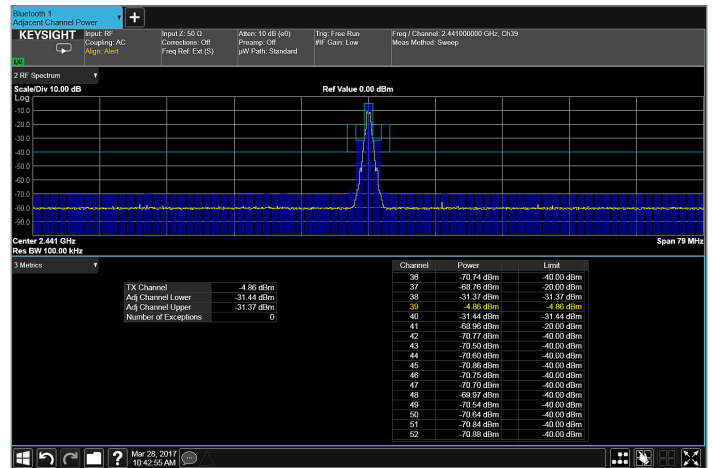 Bluetooth 1
Adjacent Channel Power
KEYSIGHT
Input: RF
Coupling: AC
Align: Alert
Input Z: 50 Ω
Corrections: Off
Freq Ref: Ext (S)
Atten: 10 dB (e0)
Preamp: Off
µW Path: Standard
Trig: Free Run
#IF Gain: Low
Freq / Channel: 2.441000000 GHz, Ch39
Meas Method: Sweep
2 RF Spectrum
Scale/Div 10.00 dB
Ref Value 0.00 dBm
Log
-10.0
-20.0
-30.0
-40.0
-50.0
-60.0
-70.0
-80.0
-90.0
Center 2.441 GHz
Span 79 MHz
Res BW 100.00 kHz
3 Metrics
TX Channel -4.86 dBm
Adj Channel Lower -31.44 dBm
Adj Channel Upper -31.37 dBm
Number of Exceptions 0
Channel Power Limit
36 -70.74 dBm -40.00 dBm
37 -68.76 dBm -20.00 dBm
38 -31.37 dBm -31.37 dBm
39 -4.86 dBm -4.86 dBm
40 -31.44 dBm -31.44 dBm
41 -68.96 dBm -20.00 dBm
42 -70.77 dBm -40.00 dBm
43 -70.50 dBm -40.00 dBm
44 -70.60 dBm -40.00 dBm
45 -70.86 dBm -40.00 dBm
46 -70.75 dBm -40.00 dBm
47 -70.70 dBm -40.00 dBm
48 -69.97 dBm -40.00 dBm
49 -70.54 dBm -40.00 dBm
50 -70.64 dBm -40.00 dBm
51 -70.84 dBm -40.00 dBm
52 -70.88 dBm -40.00 dBm
Mar 28, 2017
10:42:55 AM